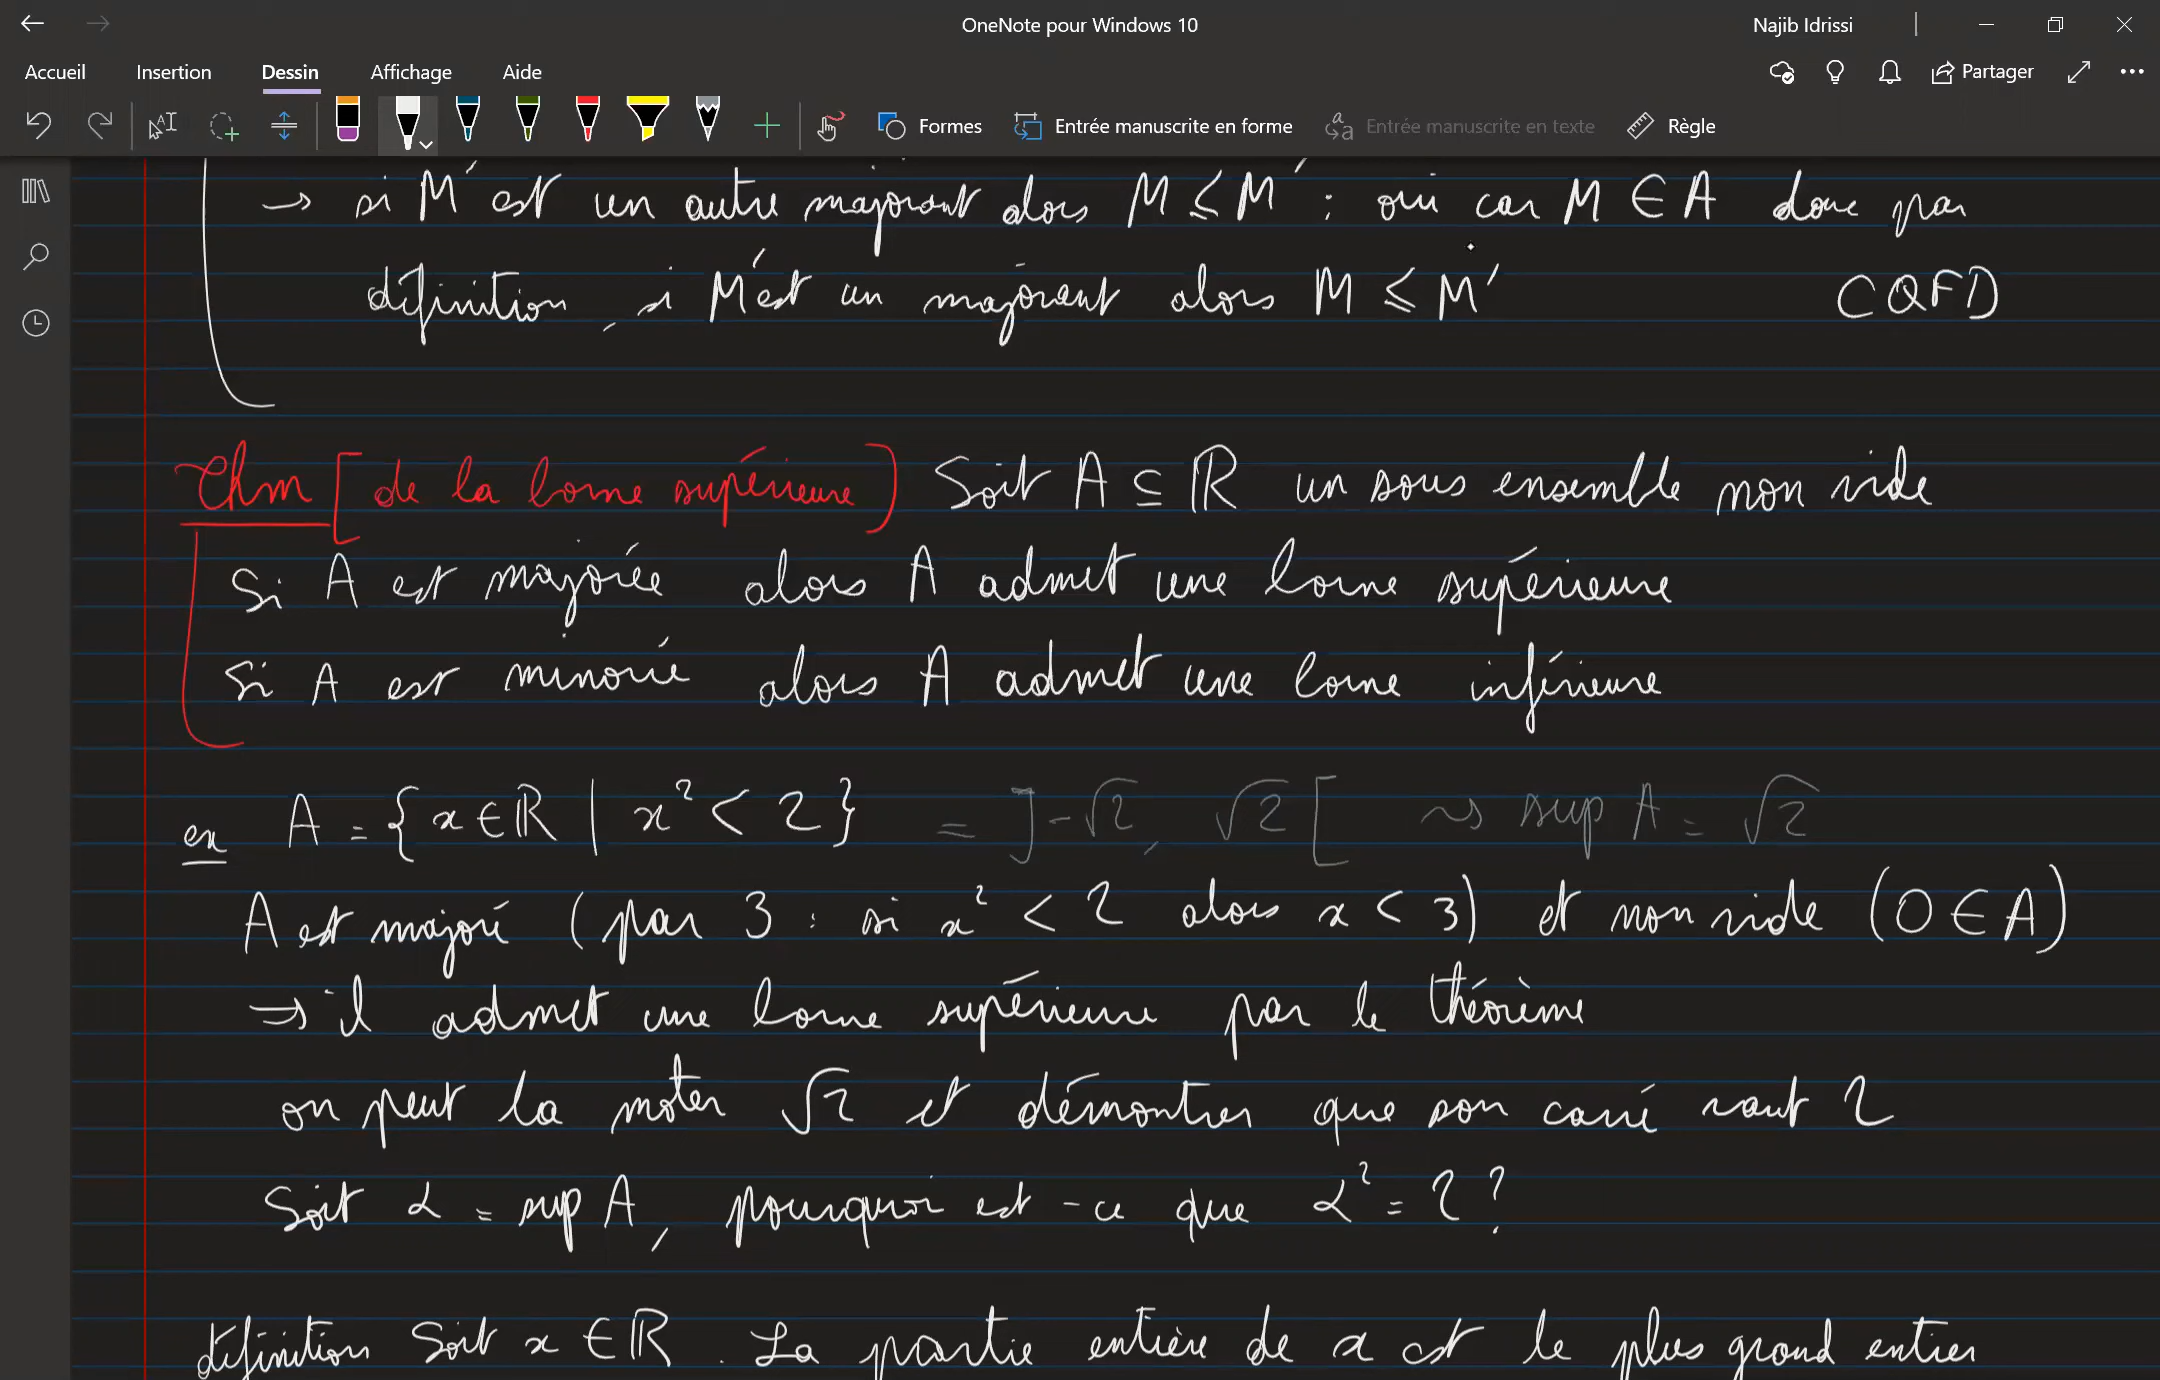 OneNote pour Windows 10
Najib Idrissi
Accueil Insertion Dessin Affichage Aide
Partager
Formes Entrée manuscrite en forme Entrée manuscrite en texte Règle
→ si M' est un autre majorant alors M ≤ M' : oui car M ∈ A donc par
définition, si M' est un majorant alors M ≤ M' CQFD
Thm [de la borne supérieure] Soit A ⊆ ℝ un sous ensemble non vide
Si A est majorée alors A admet une borne supérieure
Si A est minorée alors A admet une borne inférieure
ex A = {x ∈ ℝ | x² < 2} = ]-√2, √2[ ⇝ sup A = √2
A est majoré (par 3 : si x² < 2 alors x < 3) et non vide (0 ∈ A)
→ il admet une borne supérieure par le théorème
on peut la noter √2 et démontrer que son carré vaut 2
Soit α = sup A, pourquoi est-ce que α² = 2 ?
définition Soit x ∈ ℝ. La partie entière de x est le plus grand entier